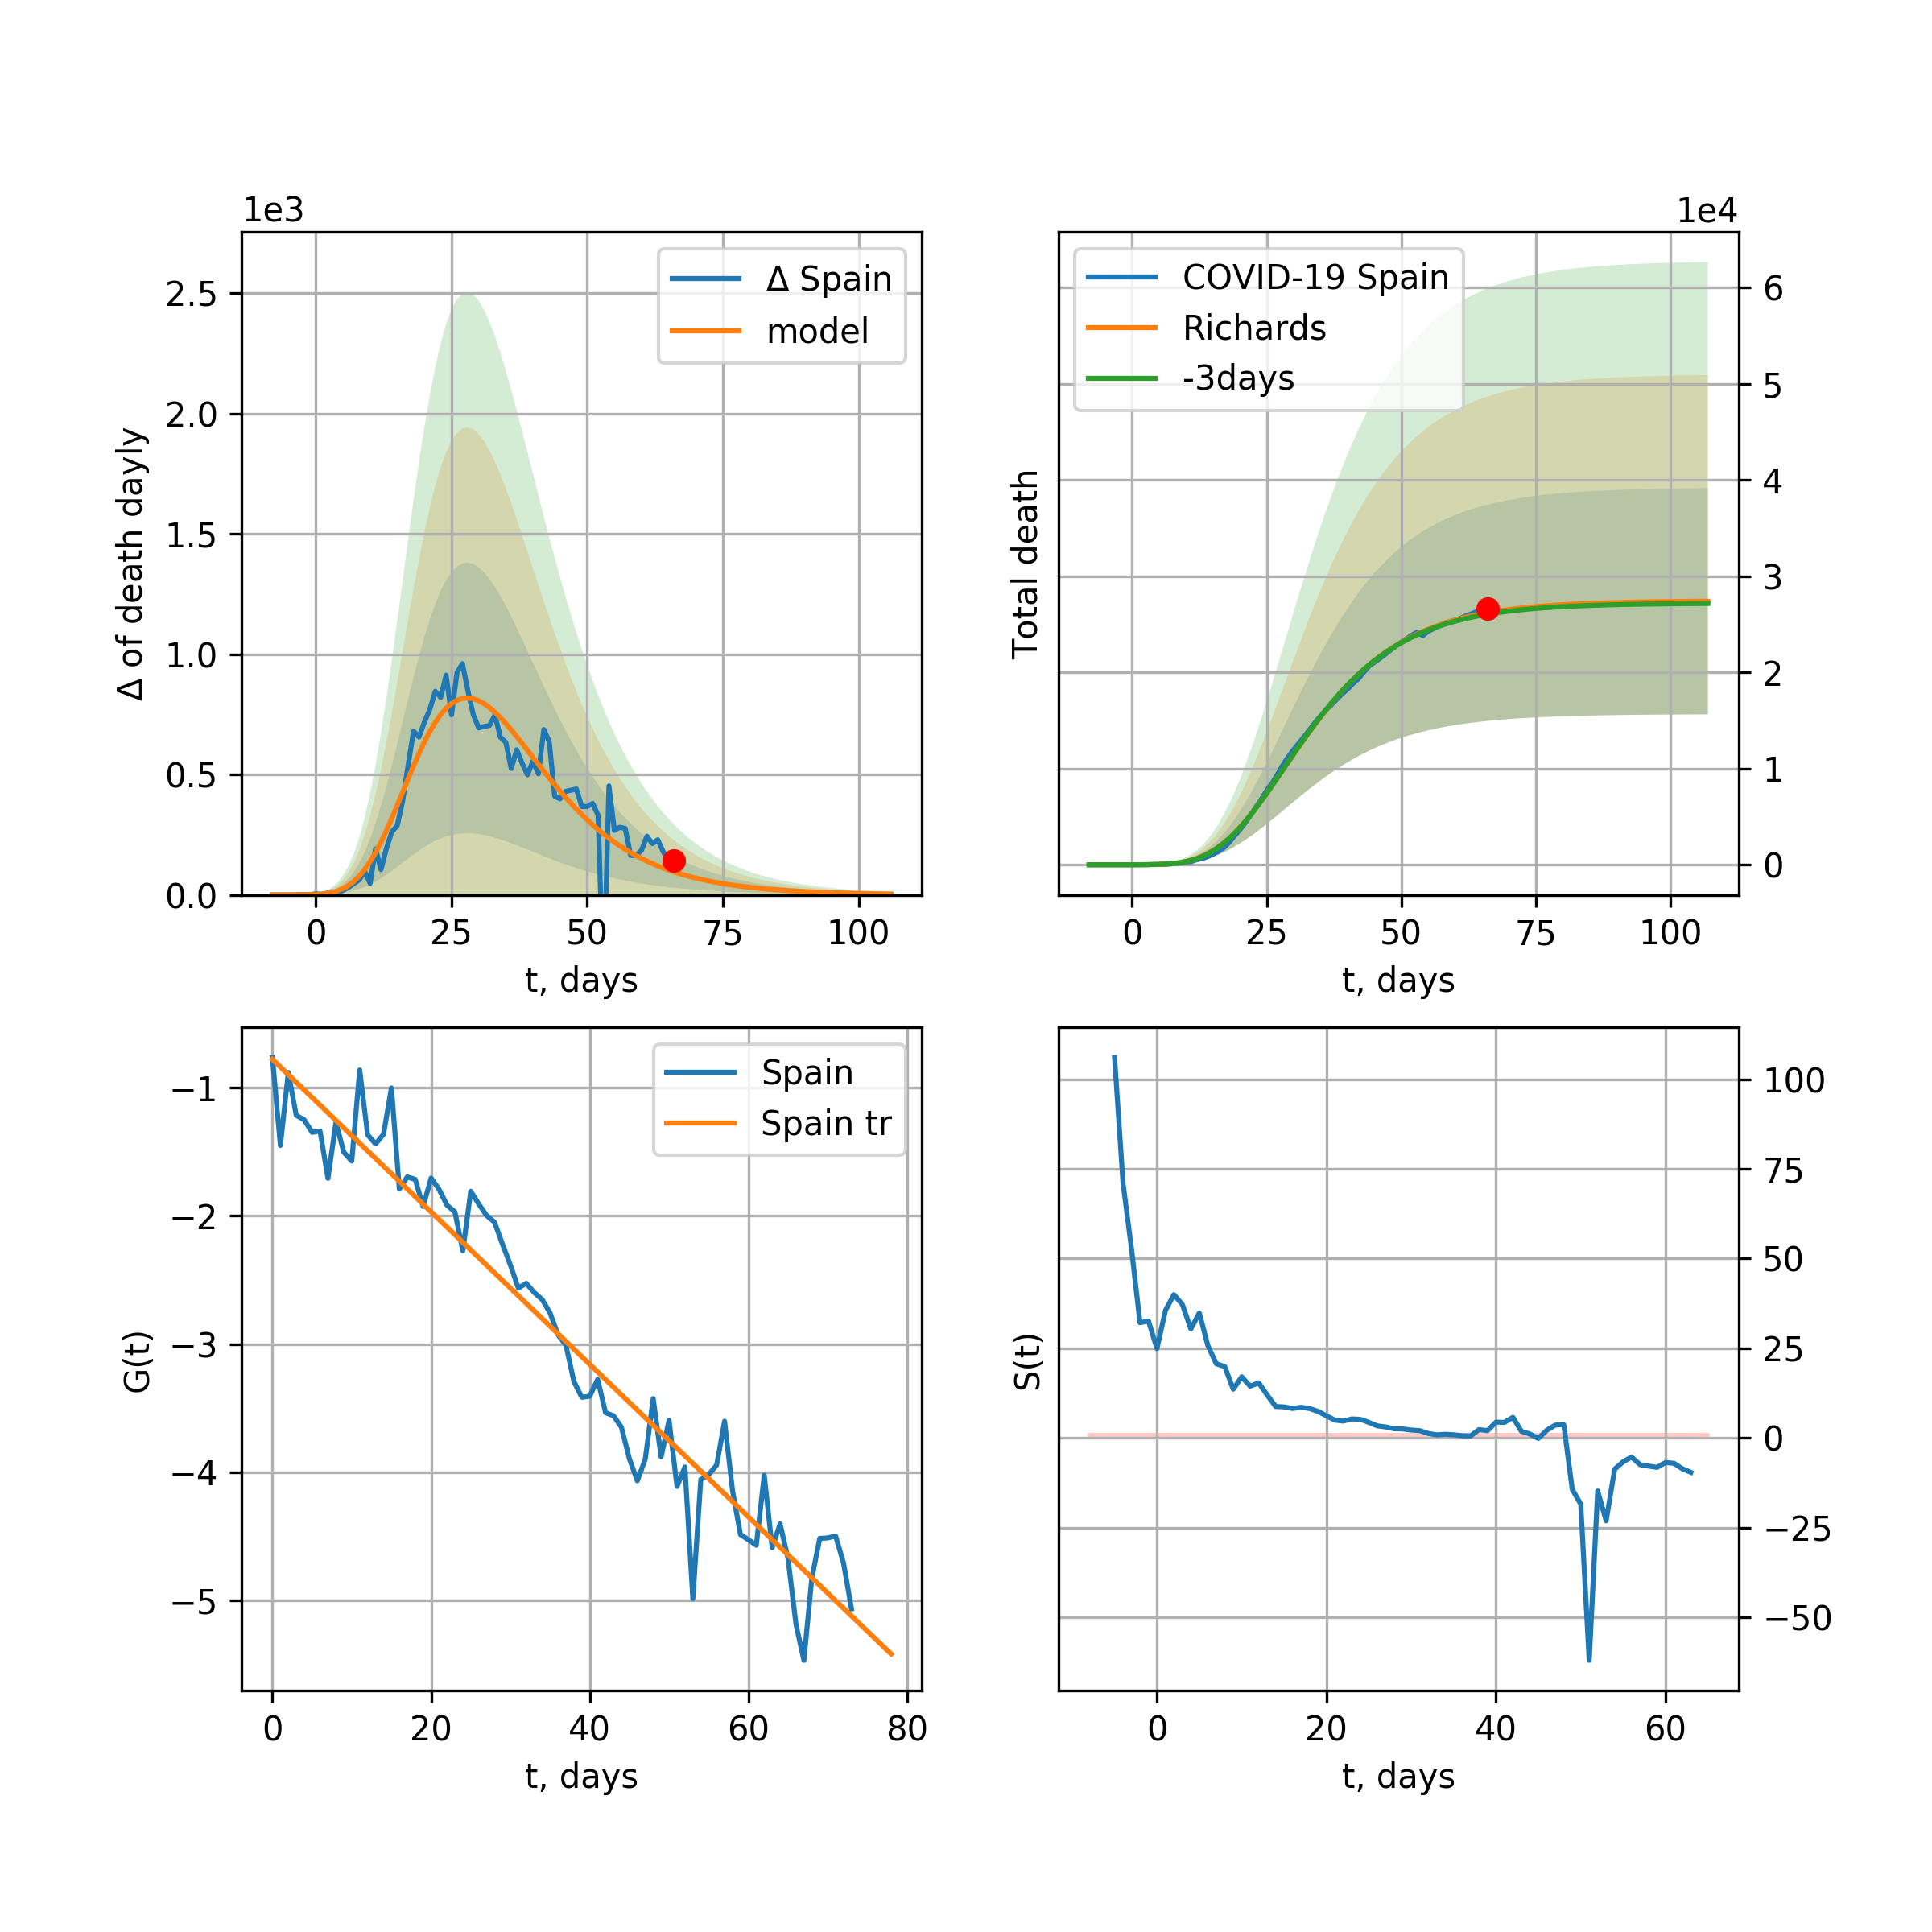 1e3
Δ of death dayly
2.5
2.0
1.5
1.0
0.5
0.0
0 25 50 75 100
t, days
Δ Spain
model
1e4
Total death
6
5
4
3
2
1
0
0 25 50 75 100
t, days
COVID-19 Spain
Richards
-3days
G(t)
−1
−2
−3
−4
−5
0 20 40 60 80
t, days
Spain
Spain tr
S(t)
100
75
50
25
0
−25
−50
0 20 40 60
t, days